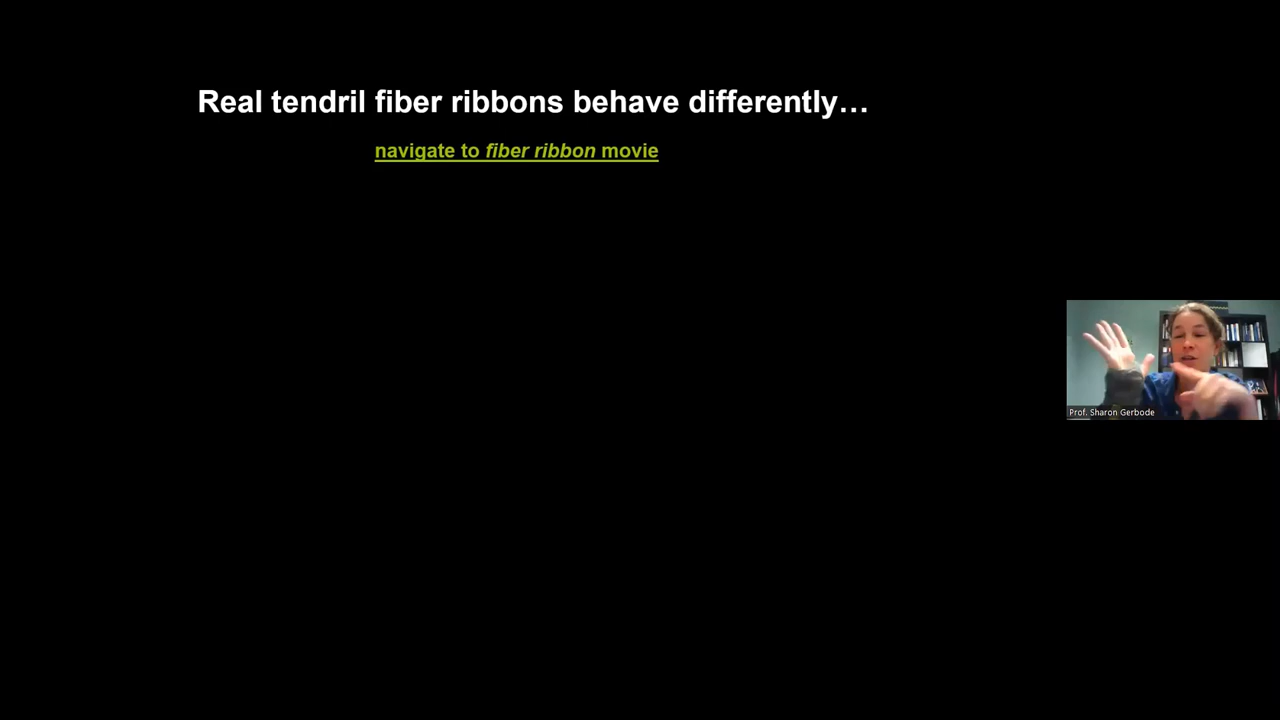 Real tendril fiber ribbons behave differently…
navigate to fiber ribbon movie
Prof. Sharon Gerbode